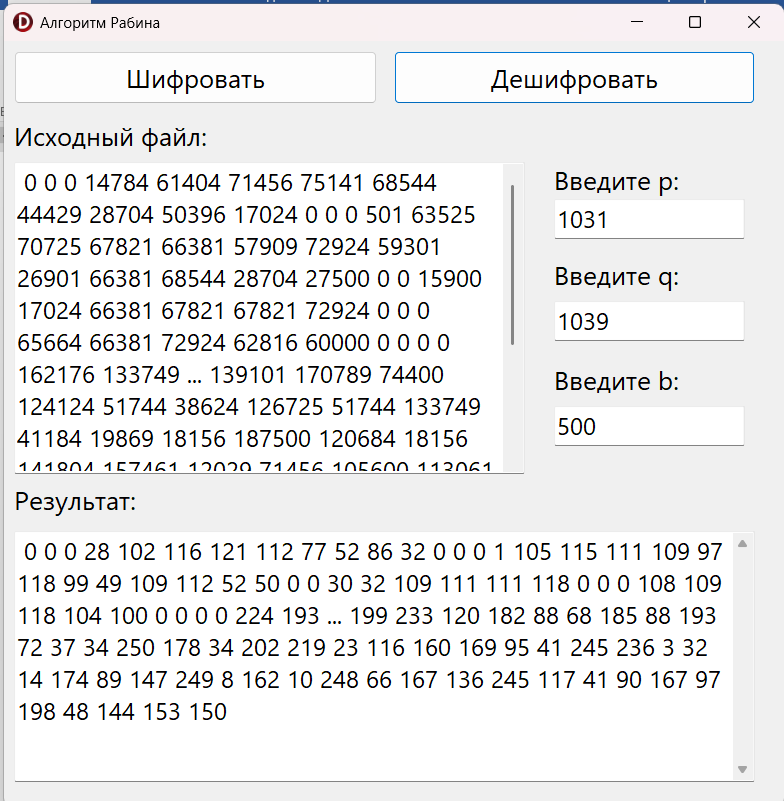 Алгоритм Рабина
Шифровать
Дешифровать
Исходный файл:
0 0 0 14784 61404 71456 75141 68544
44429 28704 50396 17024 0 0 0 501 63525
70725 67821 66381 57909 72924 59301
26901 66381 68544 28704 27500 0 0 15900
17024 66381 67821 67821 72924 0 0 0
65664 66381 72924 62816 60000 0 0 0 0
162176 133749 ... 139101 170789 74400
124124 51744 38624 126725 51744 133749
41184 19869 18156 187500 120684 18156
141804 157461 12029 71456 105600 113061
Введите p:
1031
Введите q:
1039
Введите b:
500
Результат:
0 0 0 28 102 116 121 112 77 52 86 32 0 0 0 1 105 115 111 109 97
118 99 49 109 112 52 50 0 0 30 32 109 111 111 118 0 0 0 108 109
118 104 100 0 0 0 0 224 193 ... 199 233 120 182 88 68 185 88 193
72 37 34 250 178 34 202 219 23 116 160 169 95 41 245 236 3 32
14 174 89 147 249 8 162 10 248 66 167 136 245 117 41 90 167 97
198 48 144 153 150